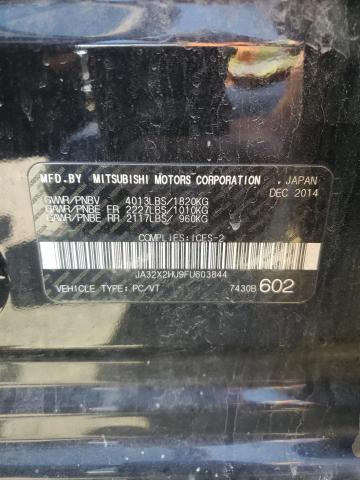 MFD.BY MITSUBISHI MOTORS CORPORATION , JAPAN
DEC 2014
GVWR/PNBV 4013LBS/1820KG
GAWR/PNBE FR 2227LBS/1010KG
GAWR/PNBE RR 2117LBS/ 960KG
COMPLIES:ICES-2
JA32X2HU9FU603844
VEHICLE TYPE:PC/VT 7430B 602